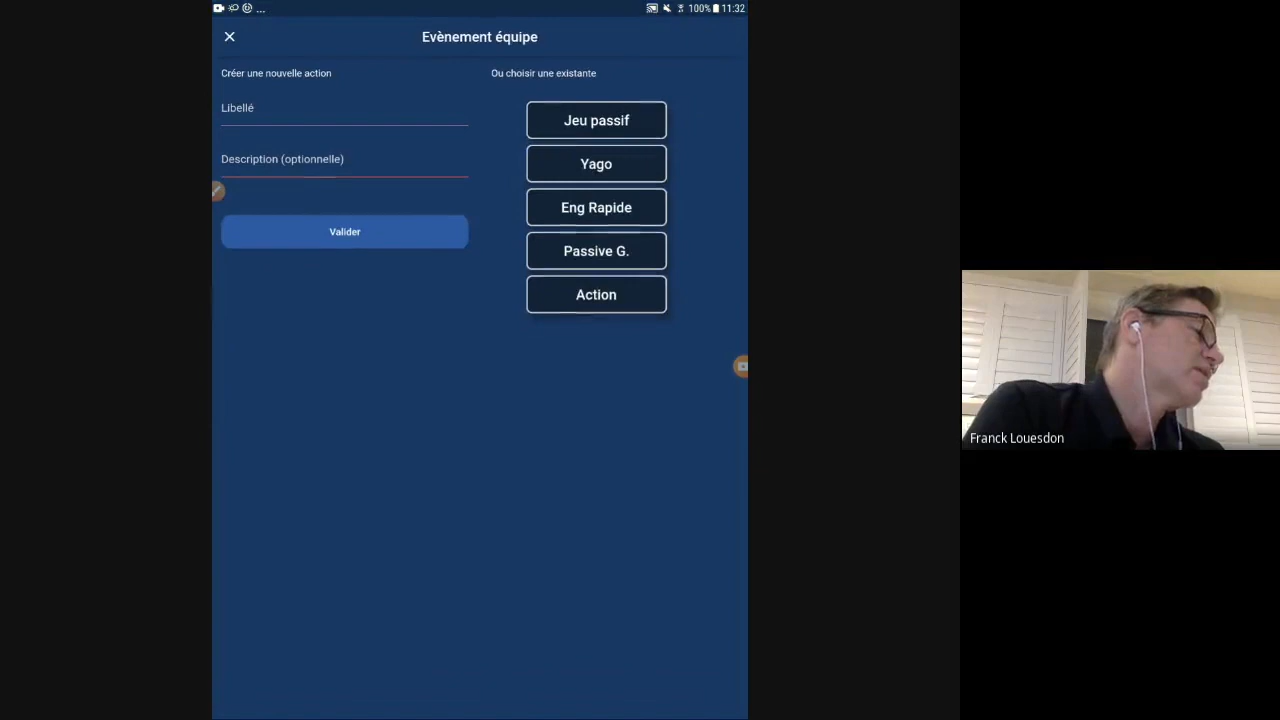 ... 100% 11:32
Evènement équipe
Créer une nouvelle action
Ou choisir une existante
Libellé
Description (optionnelle)
Valider
Jeu passif
Yago
Eng Rapide
Passive G.
Action
Franck Louesdon